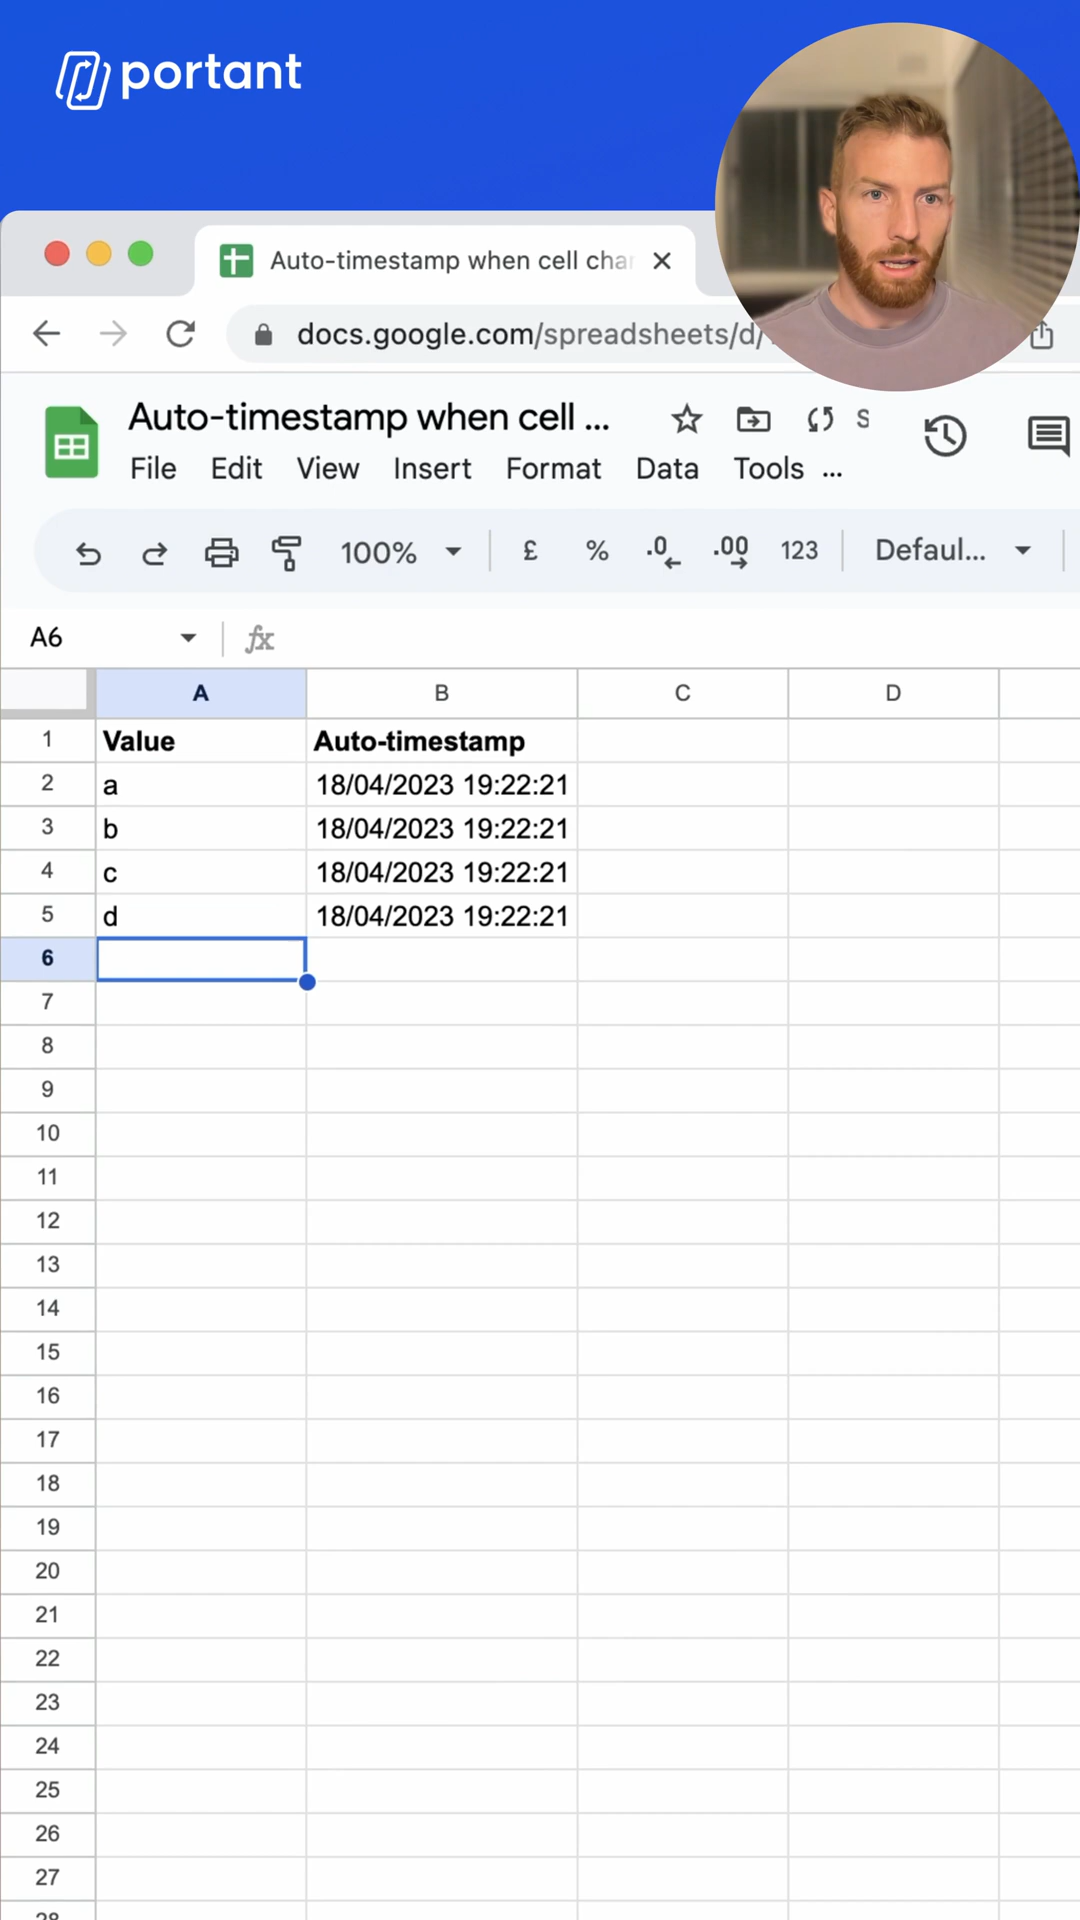 portant
Auto-timestamp when cell cha
docs.google.com/spreadsheets/d/
Auto-timestamp when cell ...
S
File Edit View Insert Format Data Tools ...
100% £ % .0 .00 123 Defaul...
A6 fx
A B C D
1 Value Auto-timestamp
2 a 18/04/2023 19:22:21
3 b 18/04/2023 19:22:21
4 c 18/04/2023 19:22:21
5 d 18/04/2023 19:22:21
6
7
8
9
10
11
12
13
14
15
16
17
18
19
20
21
22
23
24
25
26
27
28